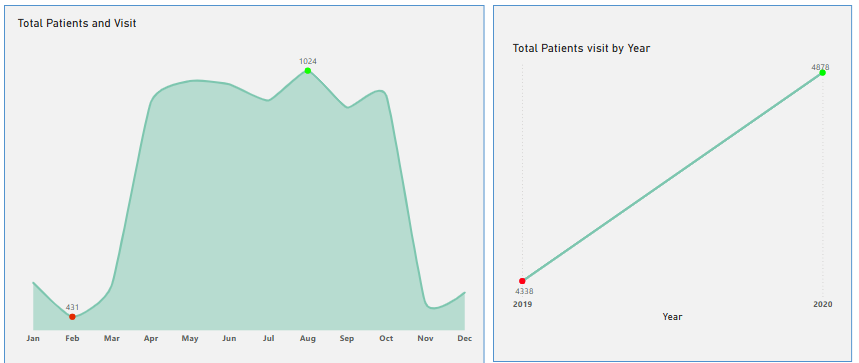 Total Patients and Visit
1024
431
Jan Feb Mar Apr May Jun Jul Aug Sep Oct Nov Dec
Total Patients visit by Year
4878
4338
2019 2020
Year